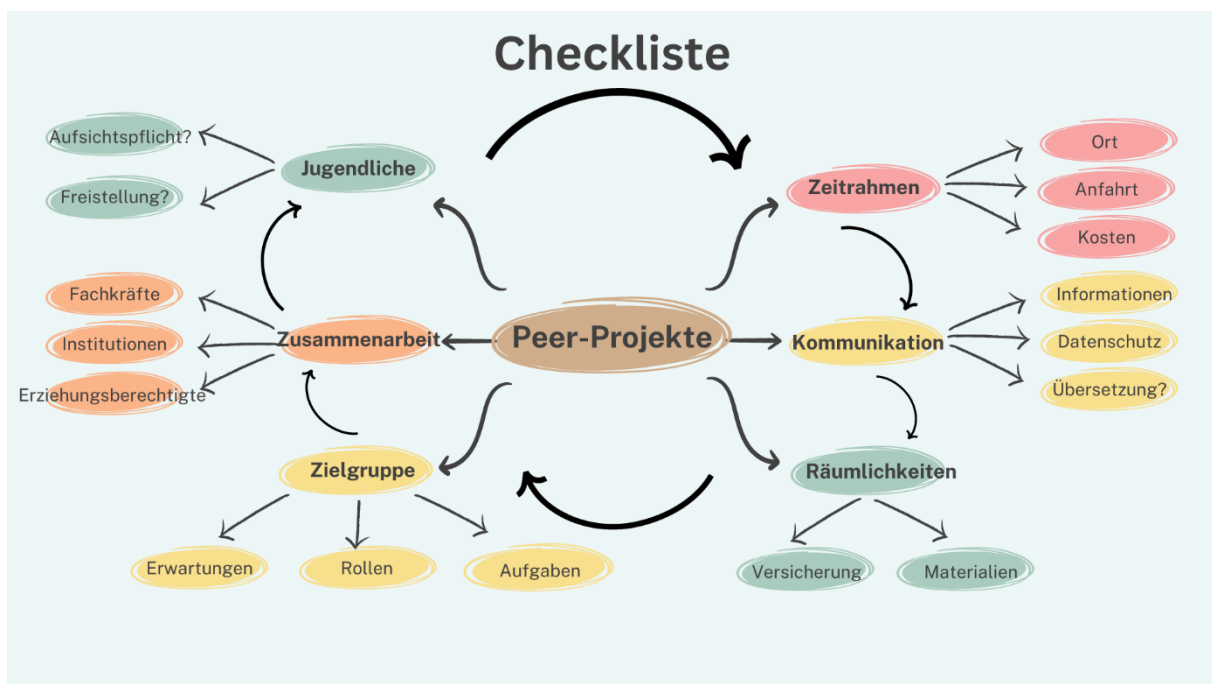 Checkliste
Aufsichtspflicht?
Freistellung?
Jugendliche
Zeitrahmen
Ort
Anfahrt
Kosten
Fachkräfte
Institutionen
Erziehungsberechtigte
Zusammenarbeit
Peer-Projekte
Kommunikation
Informationen
Datenschutz
Übersetzung?
Zielgruppe
Erwartungen
Rollen
Aufgaben
Räumlichkeiten
Versicherung
Materialien